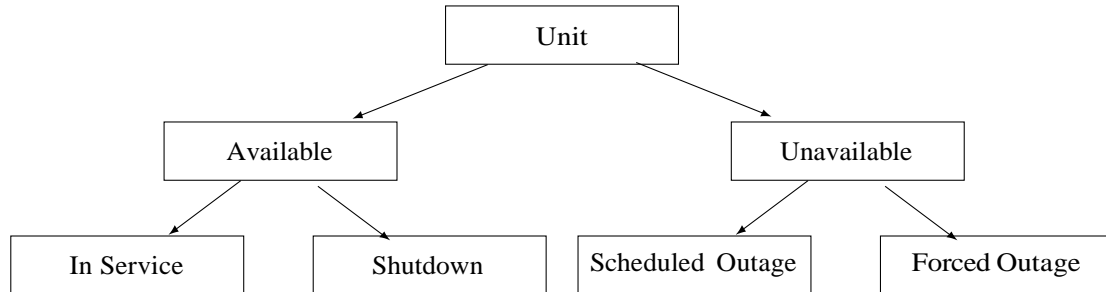 Unit
Available
Unavailable
In Service
Shutdown
Scheduled Outage
Forced Outage